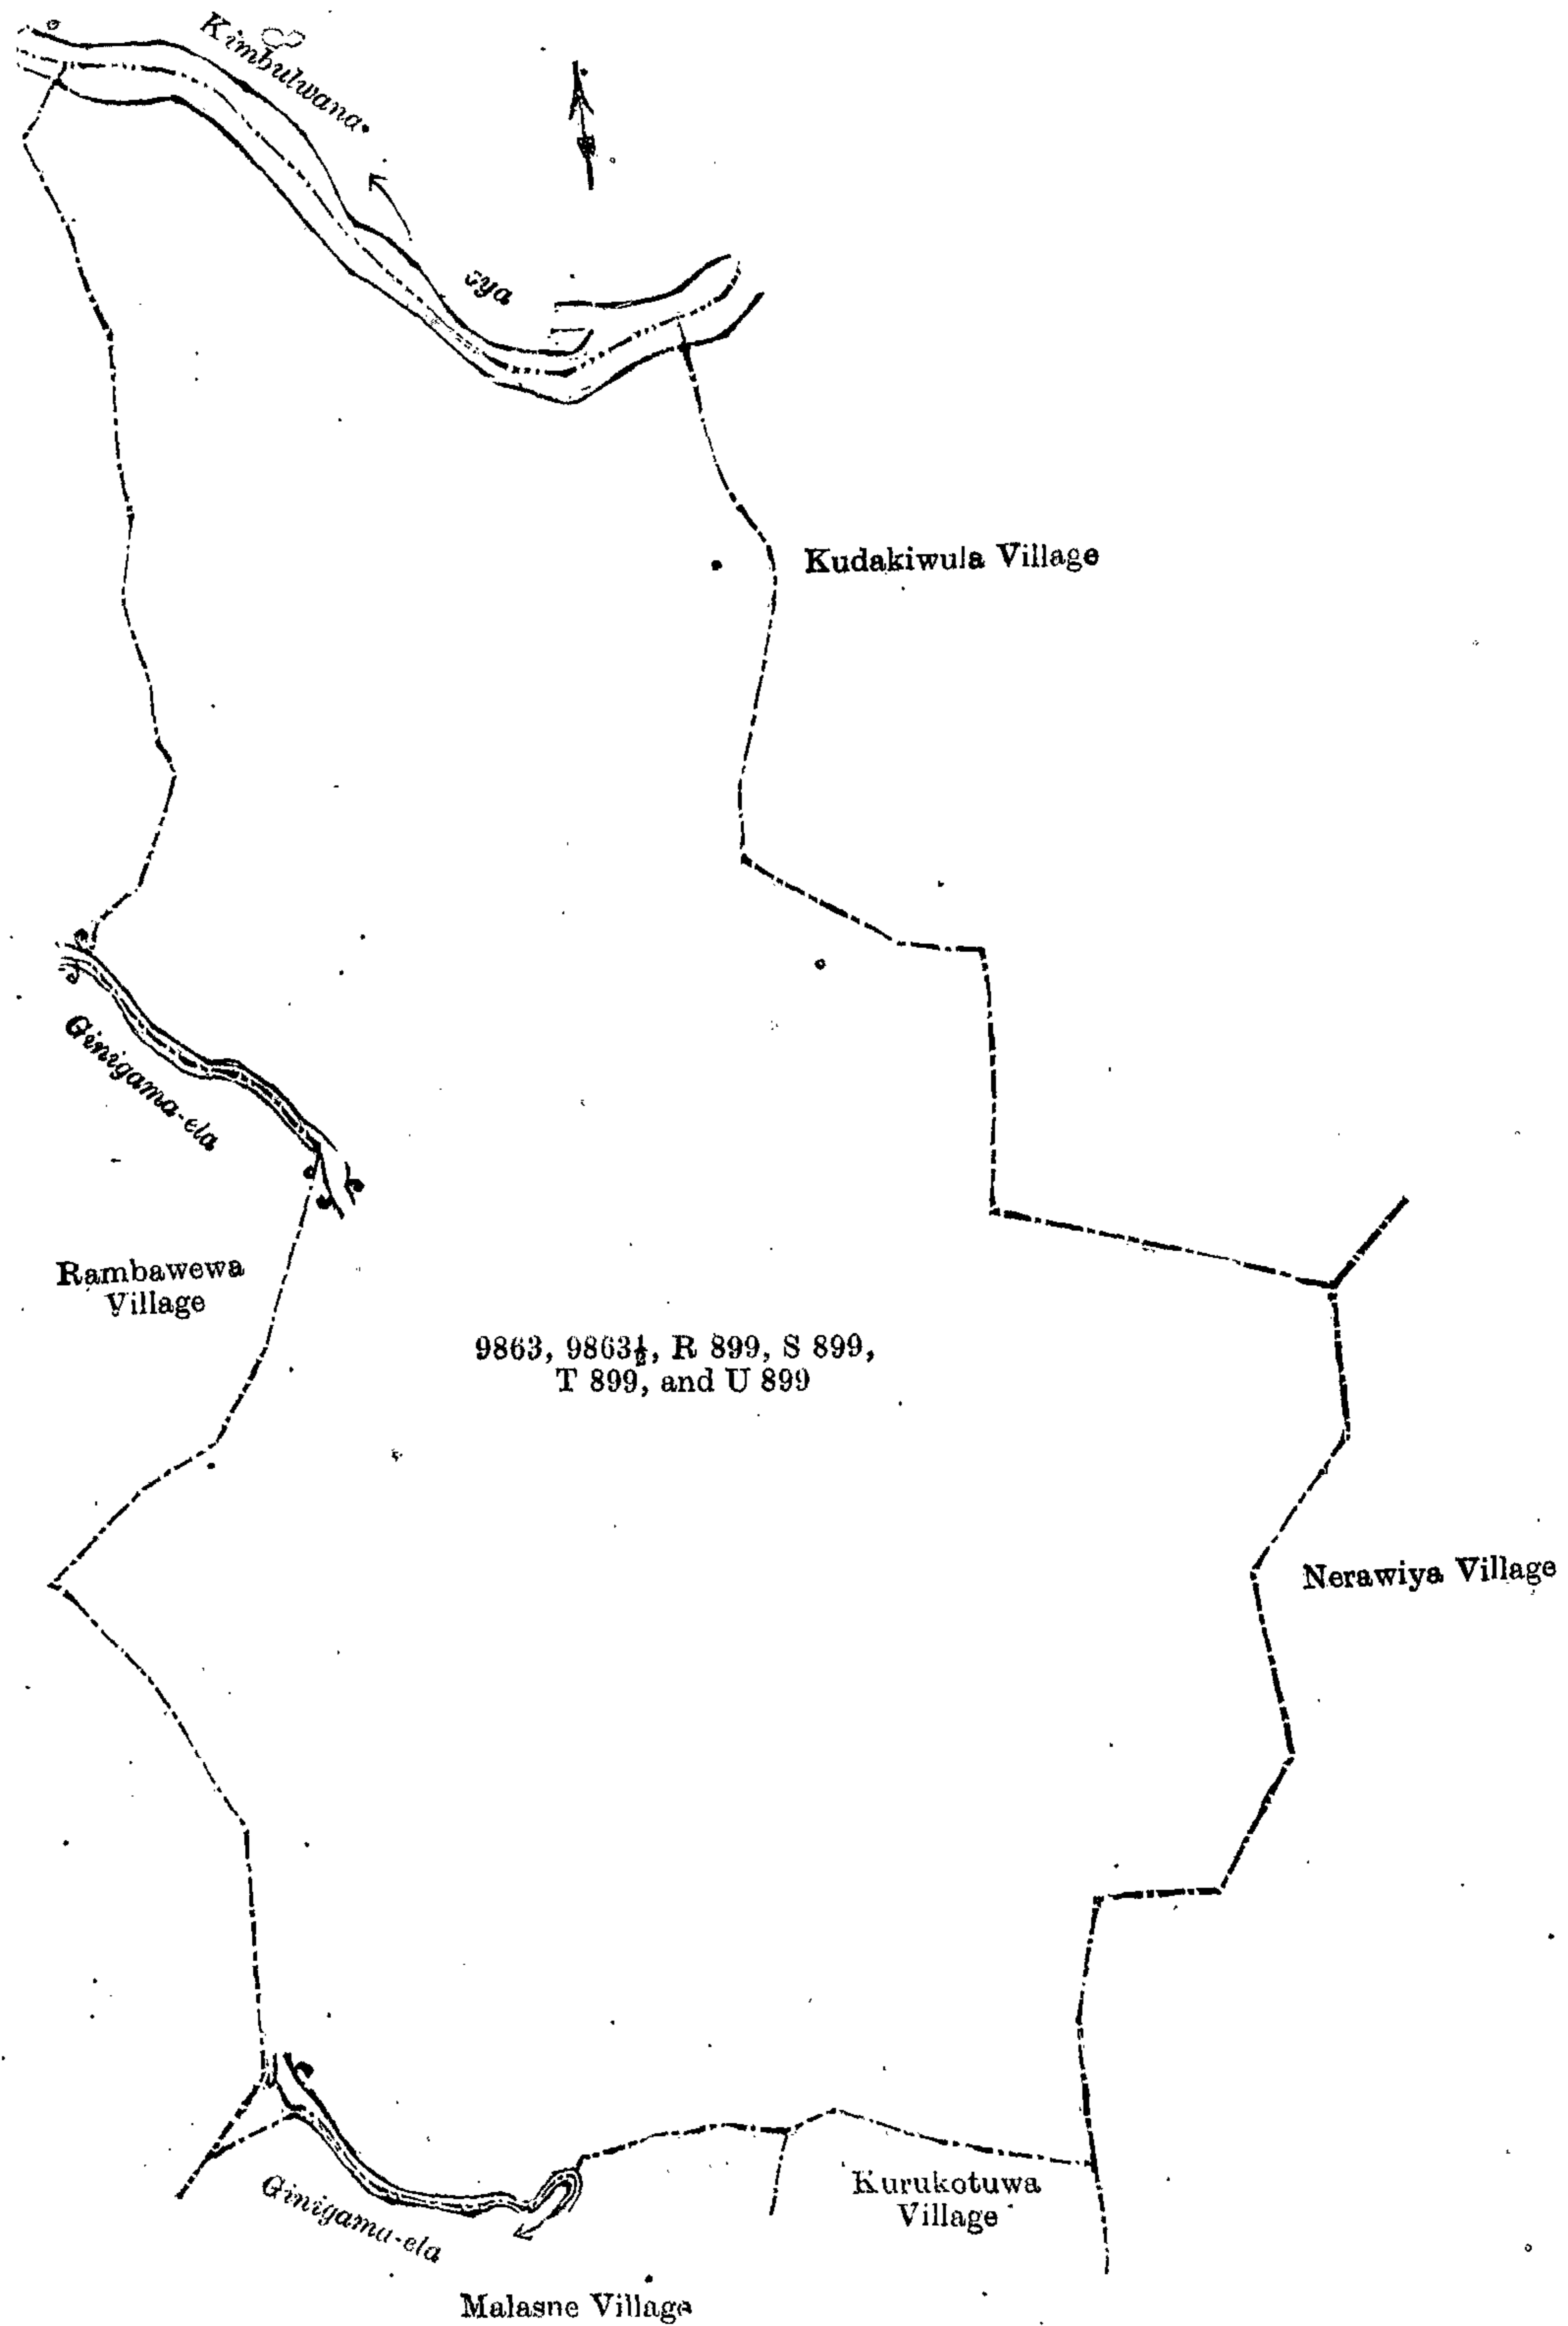 Kimbulwana
oya
Kudakiwula Village
Ginigama-ela
Rambawewa
Village
9863, 9863½, R 899, S 899,
T 899, and U 899
Nerawiya Village
Kurukotuwa
Village
Ginigama-ela
Malasne Village